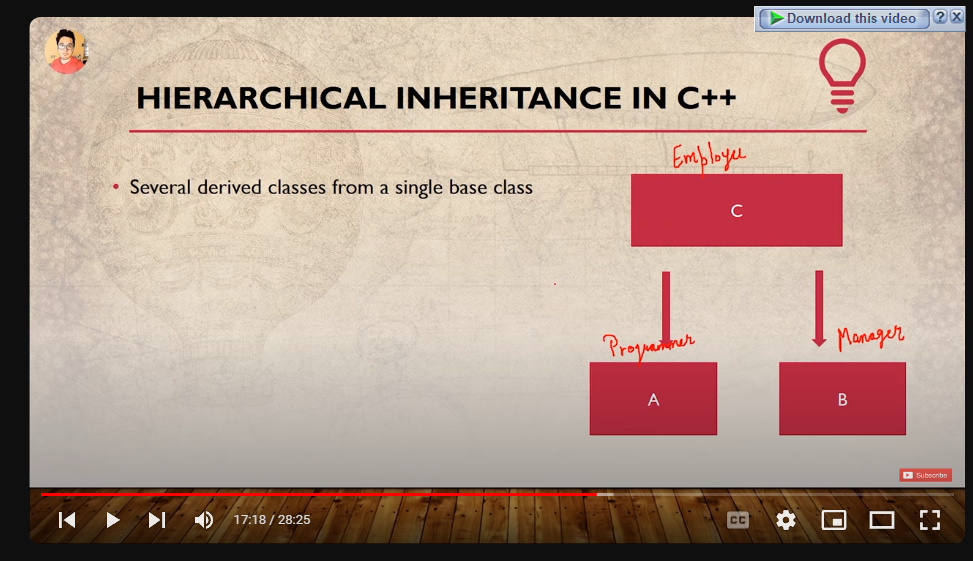 Download this video
HIERARCHICAL INHERITANCE IN C++
Several derived classes from a single base class
Employee
C
Programmer
Manager
A
B
Subscribe
17:18 / 28:25
CC